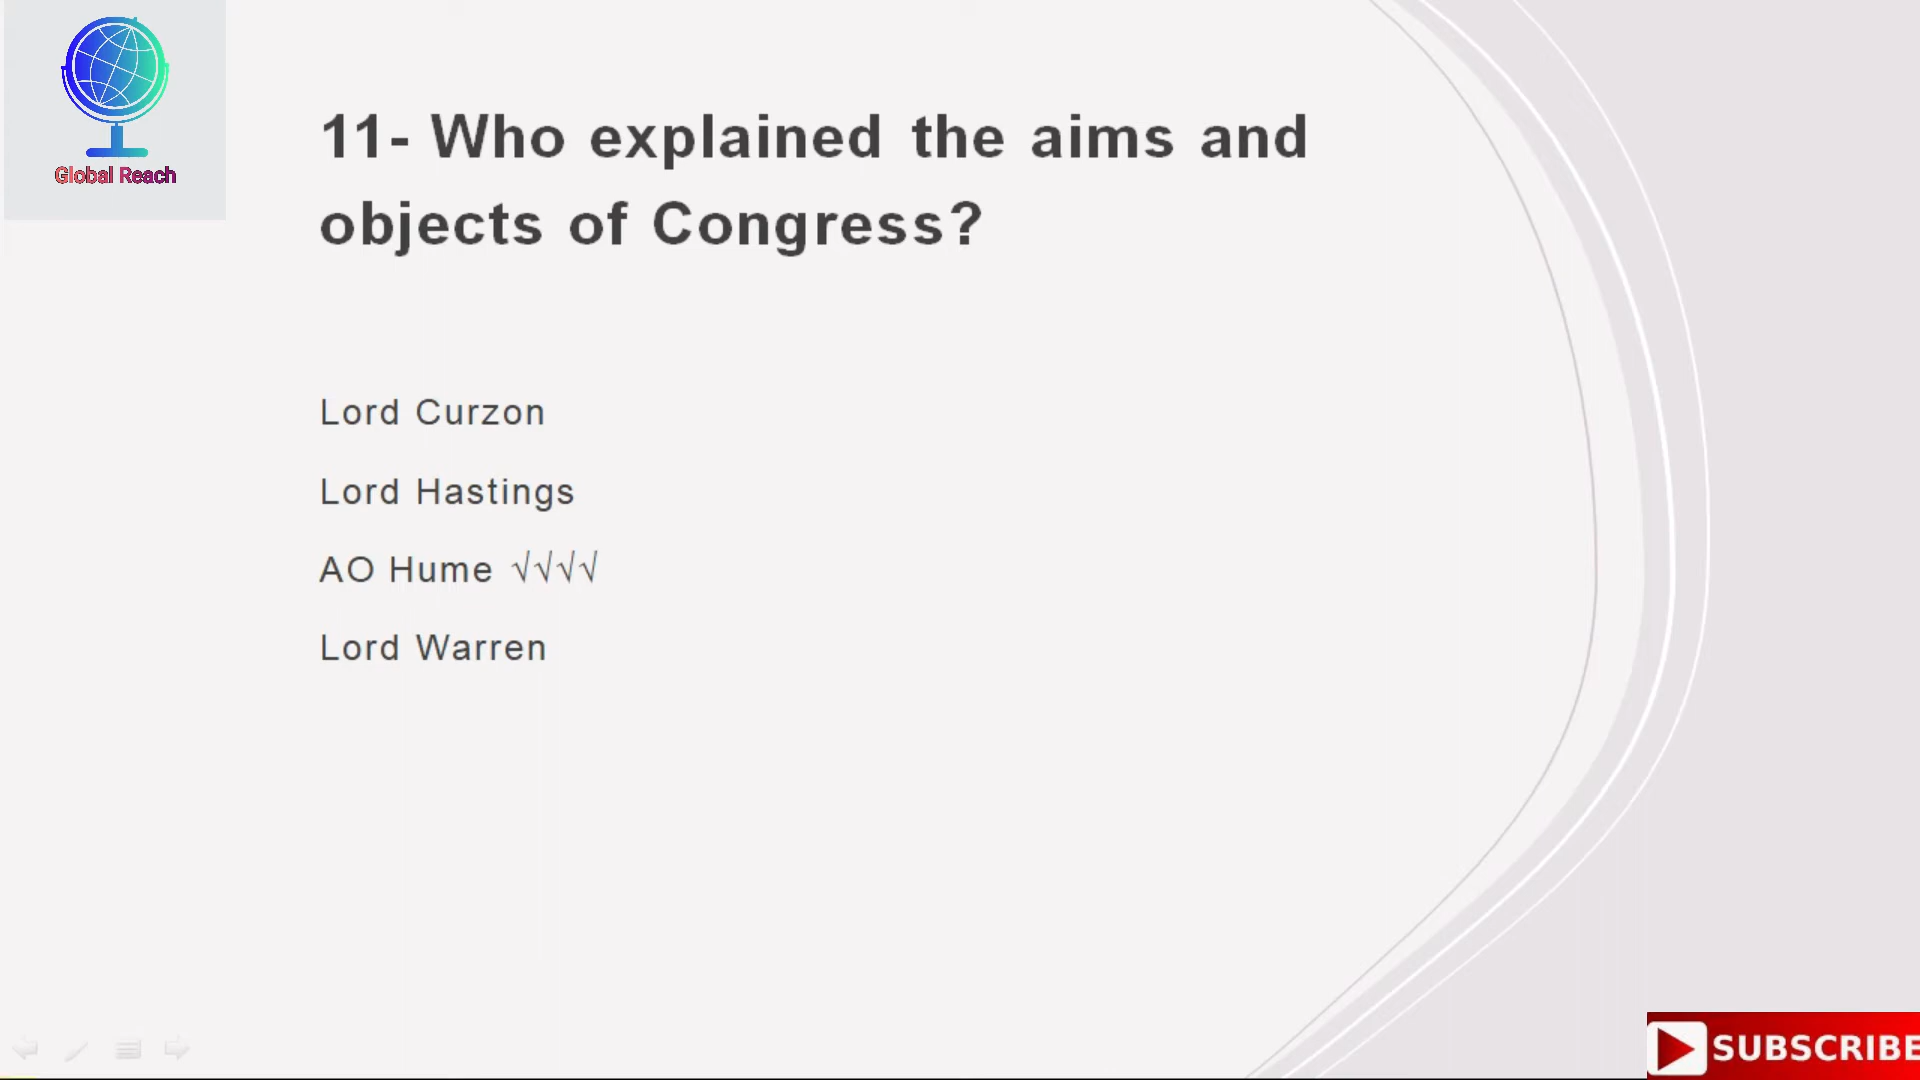 Global Reach
11- Who explained the aims and
objects of Congress?
Lord Curzon
Lord Hastings
AO Hume √√√√
Lord Warren
SUBSCRIBE